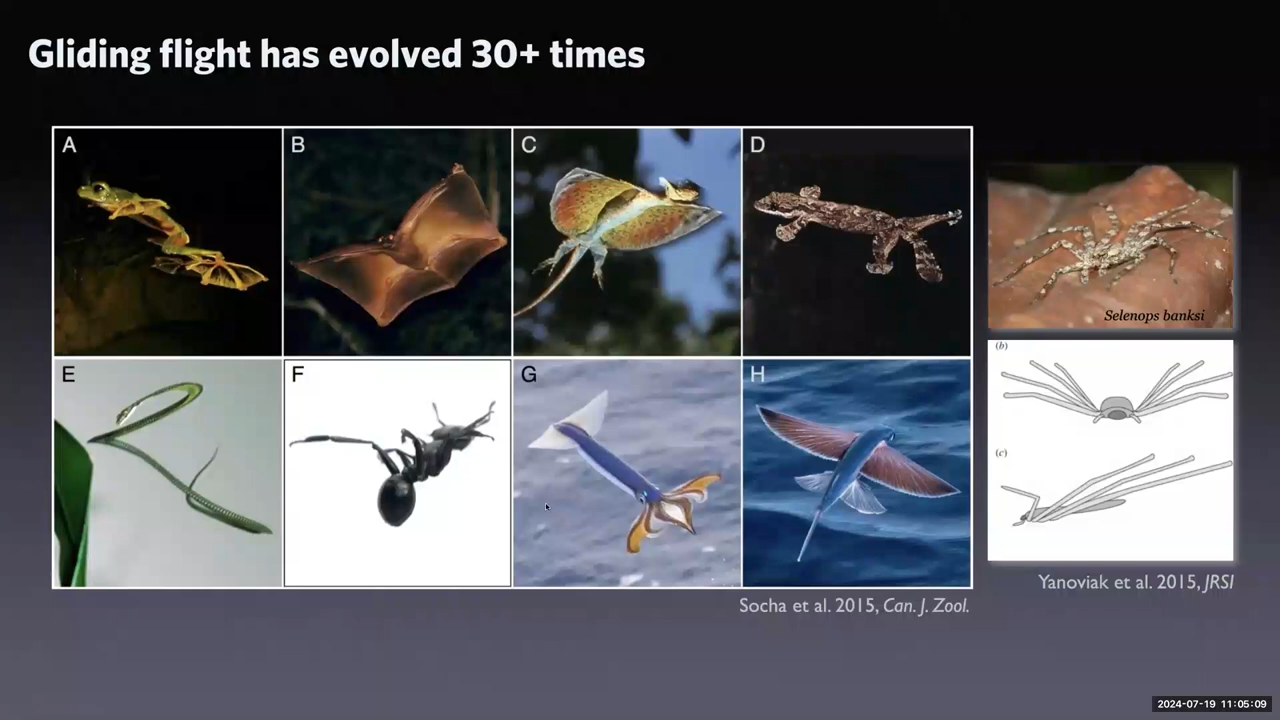 Gliding flight has evolved 30+ times
A
B
C
D
E
F
G
H
Selenops banksi
(b)
(c)
Yanoviak et al. 2015, JRSI
Socha et al. 2015, Can. J. Zool.
2024-07-19 11:05:09